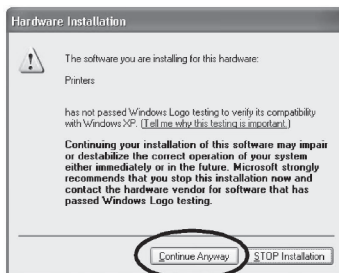 Hardware Installation
The software you are installing for this hardware:
Printers
has not passed Windows Logo testing to verify its compatibility
with Windows XP. (Tell me why this testing is important.)
Continuing your installation of this software may impair
or destabilize the correct operation of your system
either immediately or in the future. Microsoft strongly
recommends that you stop this installation now and
contact the hardware vendor for software that has
passed Windows Logo testing.
Continue Anyway STOP Installation